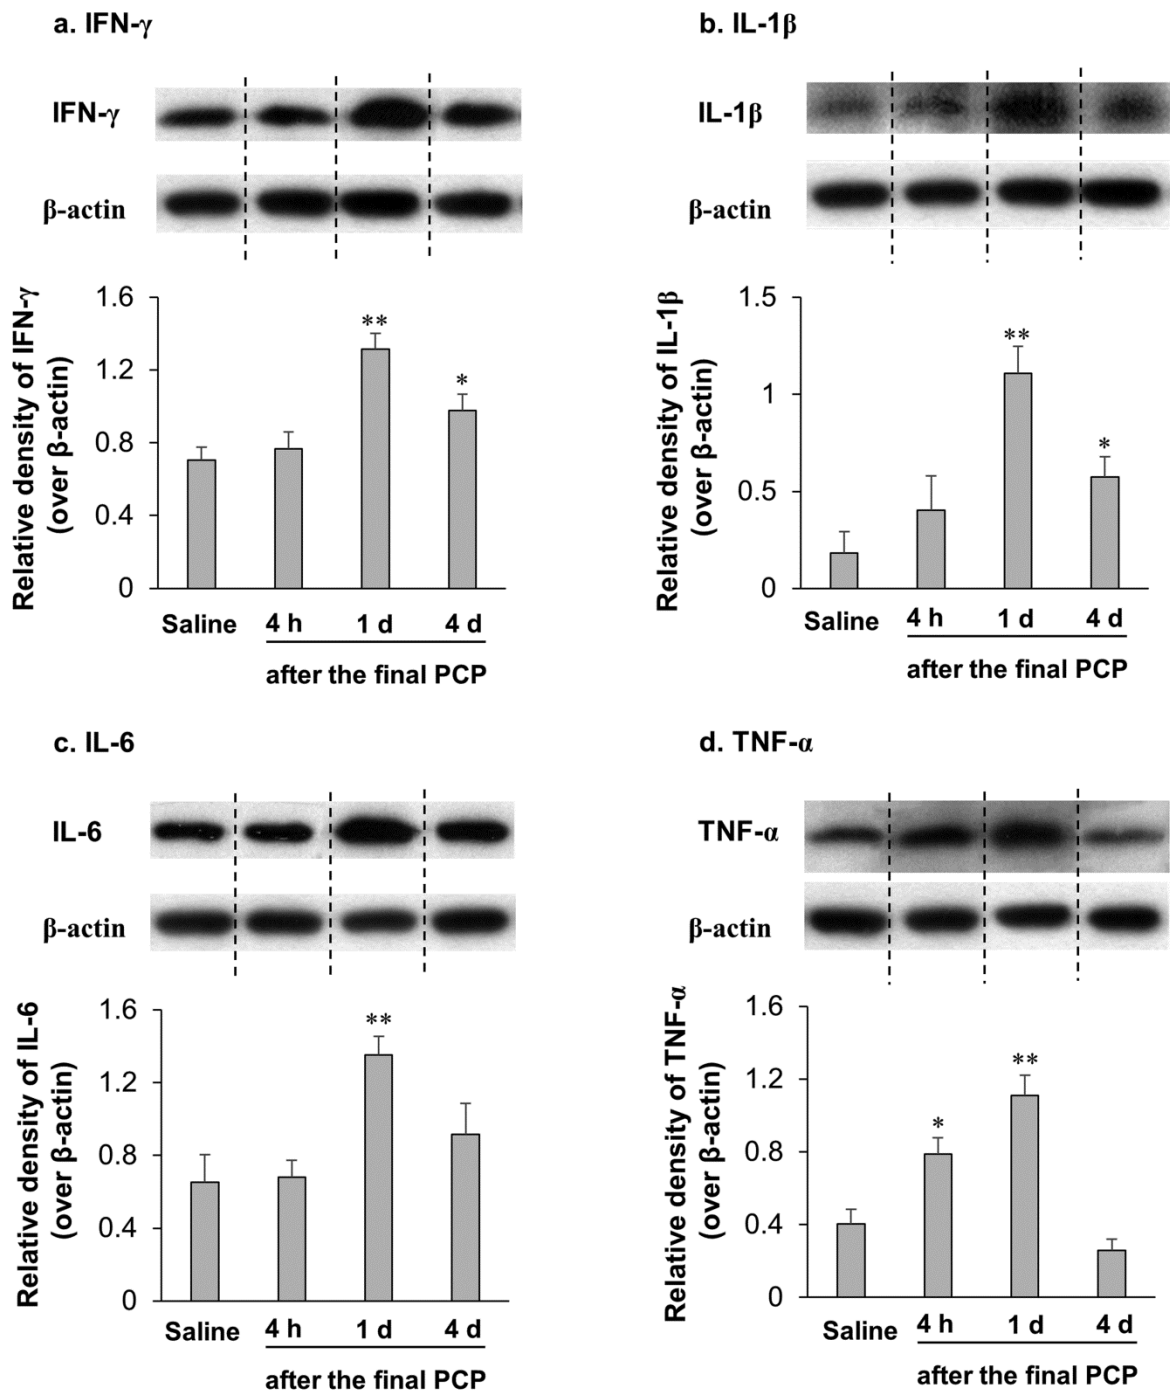 a. IFN-γ
IFN-γ
β-actin
Relative density of IFN-γ
(over β-actin)
1.6
1.2
0.8
0.4
0
**
*
Saline 4 h 1 d 4 d
after the final PCP
b. IL-1β
IL-1β
β-actin
Relative density of IL-1β
(over β-actin)
1.5
1
0.5
0
**
*
Saline 4 h 1 d 4 d
after the final PCP
c. IL-6
IL-6
β-actin
Relative density of IL-6
(over β-actin)
1.6
1.2
0.8
0.4
0
**
Saline 4 h 1 d 4 d
after the final PCP
d. TNF-α
TNF-α
β-actin
Relative density of TNF-α
(over β-actin)
1.6
1.2
0.8
0.4
0
*
**
Saline 4 h 1 d 4 d
after the final PCP